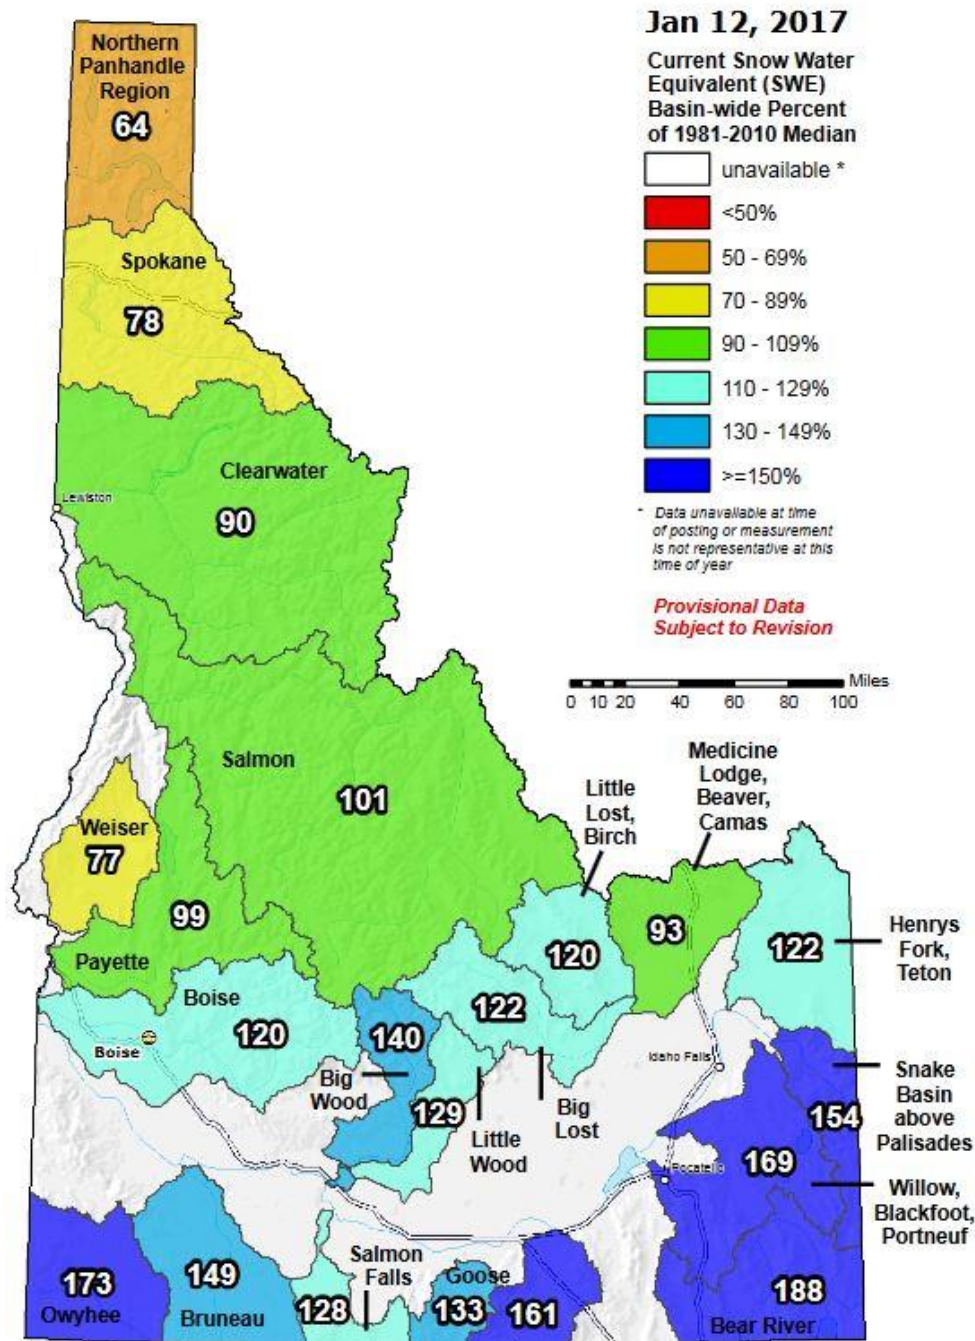 Jan 12, 2017
Current Snow Water
Equivalent (SWE)
Basin-wide Percent
of 1981-2010 Median
unavailable *
<50%
50 - 69%
70 - 89%
90 - 109%
110 - 129%
130 - 149%
>=150%
* Data unavailable at time
of posting or measurement
is not representative at this
time of year
Provisional Data
Subject to Revision
Miles
0 10 20 40 60 80 100
Northern
Panhandle
Region
64
Spokane
78
Clearwater
90
Lewiston
Salmon
101
Weiser
77
99
Payette
Little
Lost,
Birch
120
Medicine
Lodge,
Beaver,
Camas
93
122
Henrys
Fork,
Teton
Boise
120
Boise
140
Big
Wood
122
Big
Lost
129
Little
Wood
Idaho Falls
154
Snake
Basin
above
Palisades
169
Willow,
Blackfoot,
Portneuf
Pocatello
173
Owyhee
149
Bruneau
128
Salmon
Falls
Goose
133
161
188
Bear River